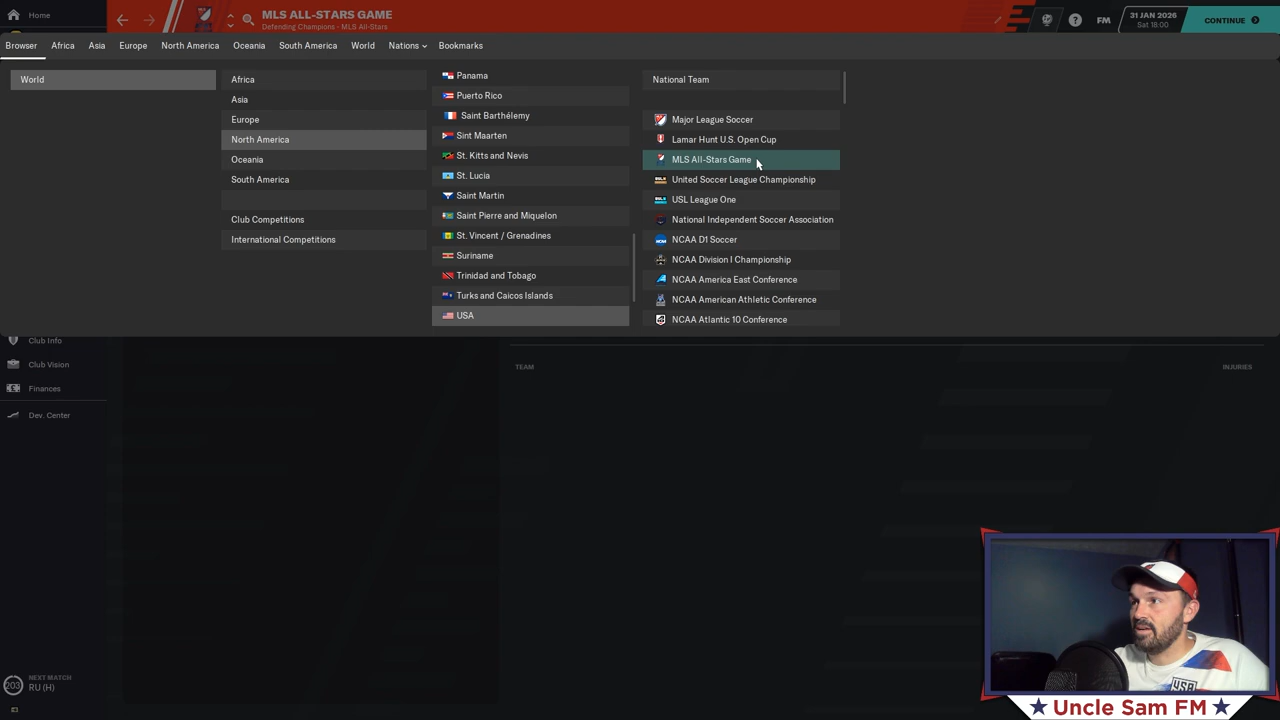 Home
MLS ALL-STARS GAME
Defending Champions - MLS All-Stars
FM
31 JAN 2026
Sat 18:00
CONTINUE
Browser
Africa
Asia
Europe
North America
Oceania
South America
World
Nations
Bookmarks
World
Africa
Asia
Europe
North America
Oceania
South America
Club Competitions
International Competitions
Panama
Puerto Rico
Saint Barthélemy
Sint Maarten
St. Kitts and Nevis
St. Lucia
Saint Martin
Saint Pierre and Miquelon
St. Vincent / Grenadines
Suriname
Trinidad and Tobago
Turks and Caicos Islands
USA
National Team
Major League Soccer
Lamar Hunt U.S. Open Cup
MLS All-Stars Game
United Soccer League Championship
USL League One
National Independent Soccer Association
NCAA D1 Soccer
NCAA Division I Championship
NCAA America East Conference
NCAA American Athletic Conference
NCAA Atlantic 10 Conference
Club Info
Club Vision
Finances
Dev. Center
TEAM
INJURIES
203
NEXT MATCH
RU (H)
USA
Uncle Sam FM